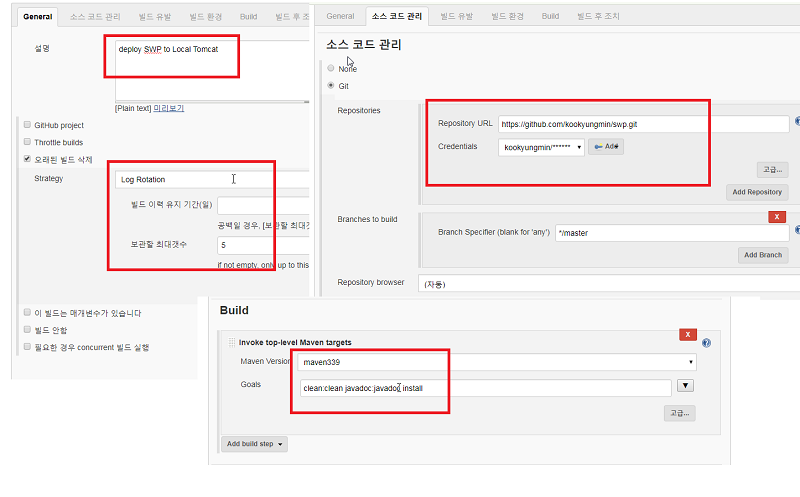 General 소스 코드 관리 빌드 유발 빌드 환경 Build 빌드 후 조
설명
deploy SWP to Local Tomcat
[Plain text] 미리보기
GitHub project
Throttle builds
오래된 빌드 삭제
Strategy
Log Rotation
빌드 이력 유지 기간(일)
공백일 경우, [보관할 최대갯
보관할 최대갯수
5
if not empty, only up to this
이 빌드는 매개변수가 있습니다
빌드 안함
필요한 경우 concurrent 빌드 실행
General 소스 코드 관리 빌드 유발 빌드 환경 Build 빌드 후 조치
소스 코드 관리
None
Git
Repositories
Repository URL
https://github.com/kookyungmin/swp.git
Credentials
kookyungmin/******
Add
고급...
Add Repository
Branches to build
X
Branch Specifier (blank for 'any')
*/master
Add Branch
Repository browser
(자동)
Build
X
Invoke top-level Maven targets
Maven Version
maven339
Goals
clean:clean javadoc:javadoc install
고급...
Add build step